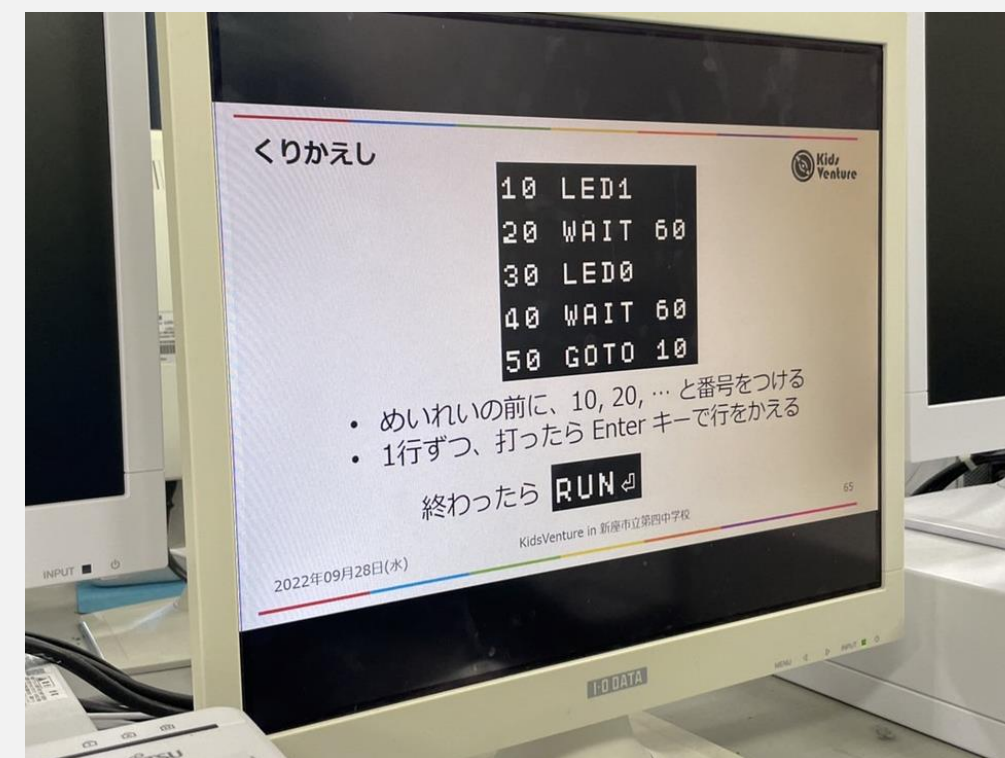 くりかえし
Kids
Venture
10 LED1
20 WAIT 60
30 LED0
40 WAIT 60
50 GOTO 10
• めいれいの前に、10, 20, … と番号をつける
• 1行ずつ、打ったら Enter キーで行をかえる
終わったら RUN⏎
65
KidsVenture in 新座市立第四中学校
2022年09月28日(水)
INPUT
I-O DATA
MENU
INPUT